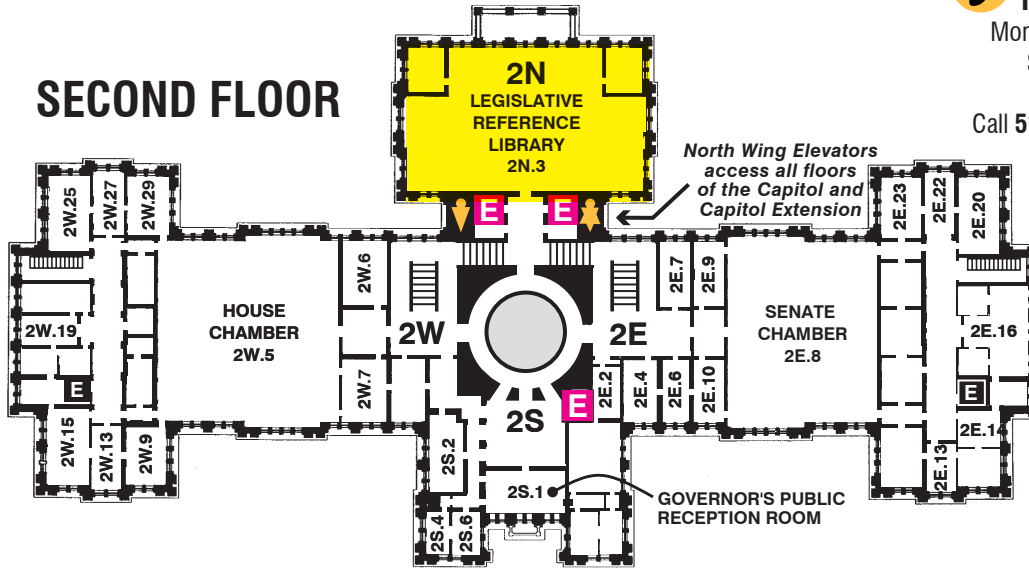 SECOND FLOOR
Mor
Call 5
2N
LEGISLATIVE
REFERENCE
LIBRARY
2N.3
North Wing Elevators
access all floors
of the Capitol and
Capitol Extension
E
E
2W.25
2W.27
2W.29
2W.6
2E.7
2E.9
2E.23
2E.22
2E.20
HOUSE
CHAMBER
2W.5
2W
2E
SENATE
CHAMBER
2E.8
2W.19
2E.16
E
2W.7
2E.2
2E.4
2E.6
2E.10
E
E
2S
2W.15
2W.13
2W.9
2S.2
2E.14
2E.13
2S.1
GOVERNOR'S PUBLIC
RECEPTION ROOM
2S.4
2S.6